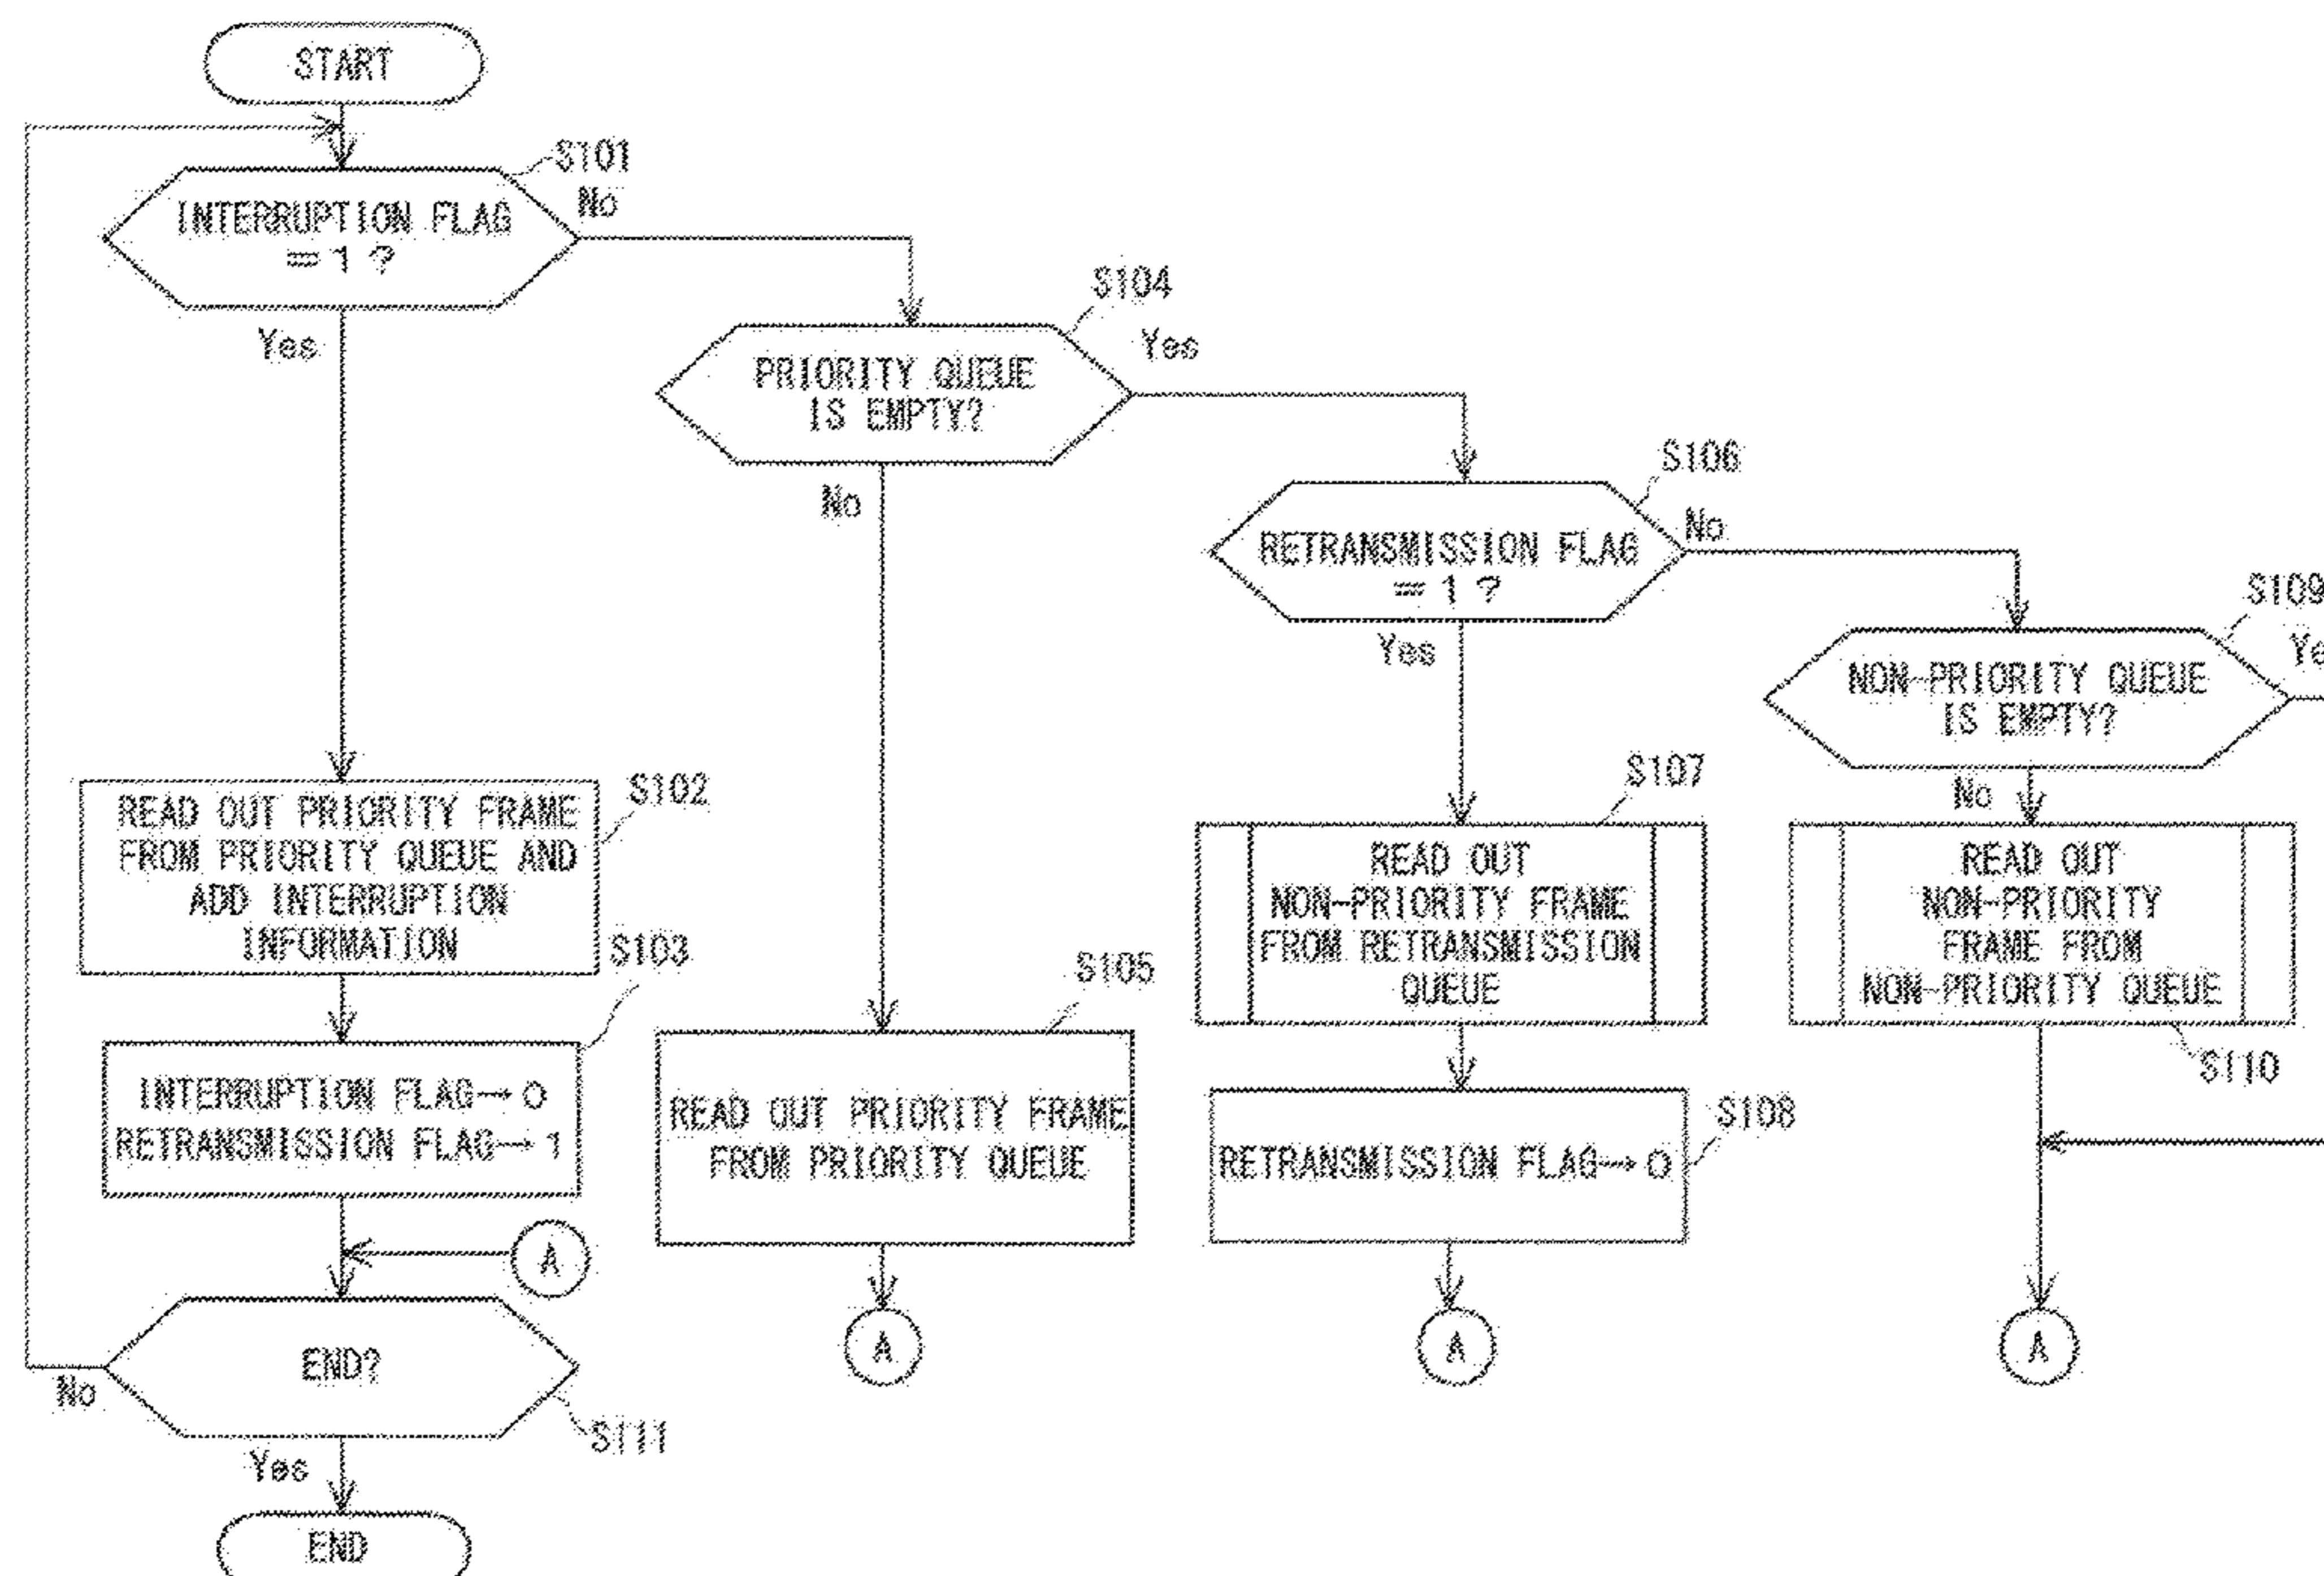 START
S101
INTERRUPTION FLAG
=1?
No
Yes
S104
PRIORITY QUEUE
IS EMPTY?
Yes
No
S106
RETRANSMISSION FLAG
=1?
No
Yes
S109
NON-PRIORITY QUEUE
IS EMPTY?
Ye
No
S102
READ OUT PRIORITY FRAME
FROM PRIORITY QUEUE AND
ADD INTERRUPTION
INFORMATION
S103
INTERRUPTION FLAG→0
RETRANSMISSION FLAG→1
A
S105
READ OUT PRIORITY FRAME
FROM PRIORITY QUEUE
A
S107
READ OUT
NON-PRIORITY FRAME
FROM RETRANSMISSION
QUEUE
S108
RETRANSMISSION FLAG→0
A
READ OUT
NON-PRIORITY
FRAME FROM
NON-PRIORITY QUEUE
S110
A
END?
No
S111
Yes
END